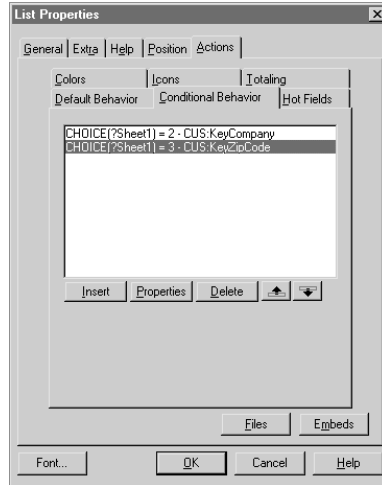 List Properties
General Extra Help Position Actions
Colors Icons Totaling
Default Behavior Conditional Behavior Hot Fields
CHOICE(?Sheet1) = 2 - CUS:KeyCompany
CHOICE(?Sheet1) = 3 - CUS:KeyZipCode
Insert Properties Delete
Files Embeds
Font... OK Cancel Help